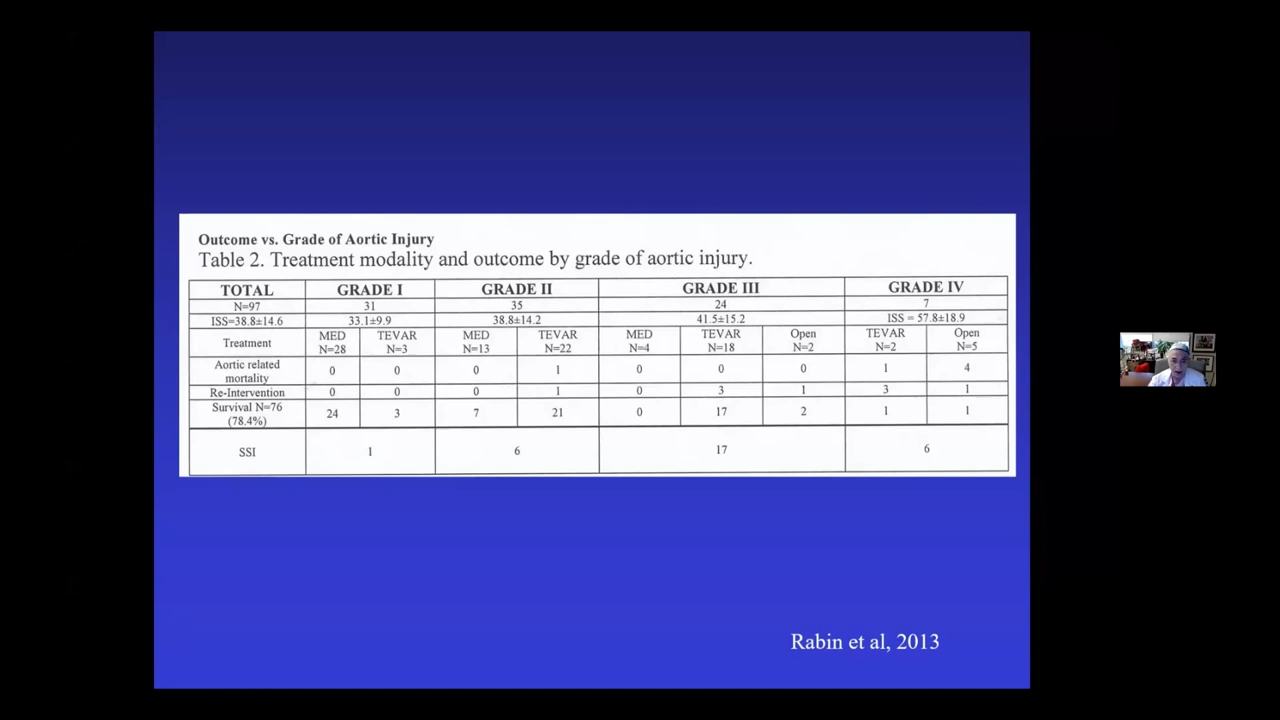 Outcome vs. Grade of Aortic Injury
Table 2. Treatment modality and outcome by grade of aortic injury.
TOTAL GRADE I GRADE II GRADE III GRADE IV
N=97 31 35 24 7
ISS=38.8±14.6 33.1±9.9 38.8±14.2 41.5±15.2 ISS = 57.8±18.9
Treatment MED N=28 TEVAR N=3 MED N=13 TEVAR N=22 MED N=4 TEVAR N=18 Open N=2 TEVAR N=2 Open N=5
Aortic related mortality 0 0 0 1 0 0 0 1 4
Re-Intervention 0 0 0 1 0 3 1 3 1
Survival N=76 (78.4%) 24 3 7 21 0 17 2 1 1
SSI 1 6 17 6
Rabin et al, 2013